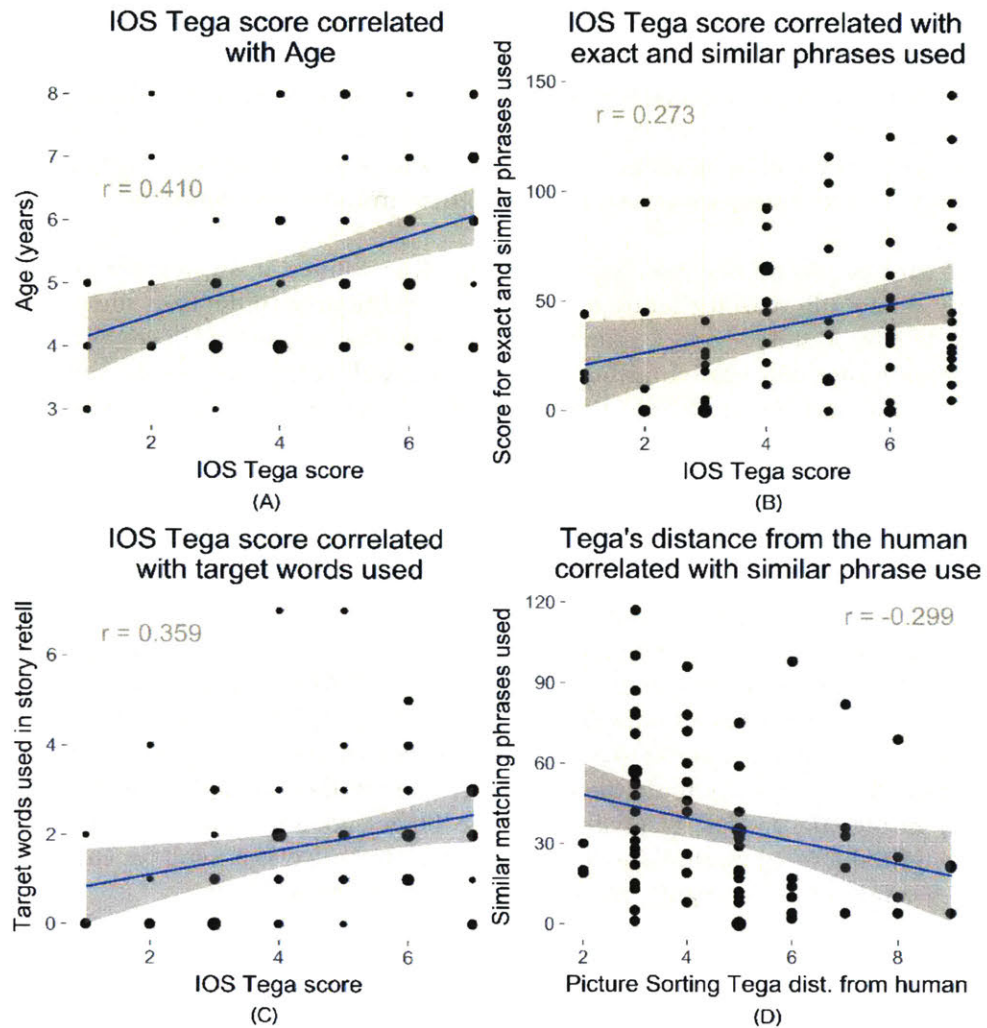 IOS Tega score correlated
with Age
Age (years)
8
7
6
5
4
3
r = 0.410
2
4
6
IOS Tega score
(A)
IOS Tega score correlated with
exact and similar phrases used
Score for exact and similar phrases used
150
100
50
0
r = 0.273
2
4
6
IOS Tega score
(B)
IOS Tega score correlated
with target words used
Target words used in story retell
6
4
2
0
r = 0.359
2
4
6
IOS Tega score
(C)
Tega's distance from the human
correlated with similar phrase use
Similar matching phrases used
120
90
60
30
0
r = -0.299
2
4
6
8
Picture Sorting Tega dist. from human
(D)